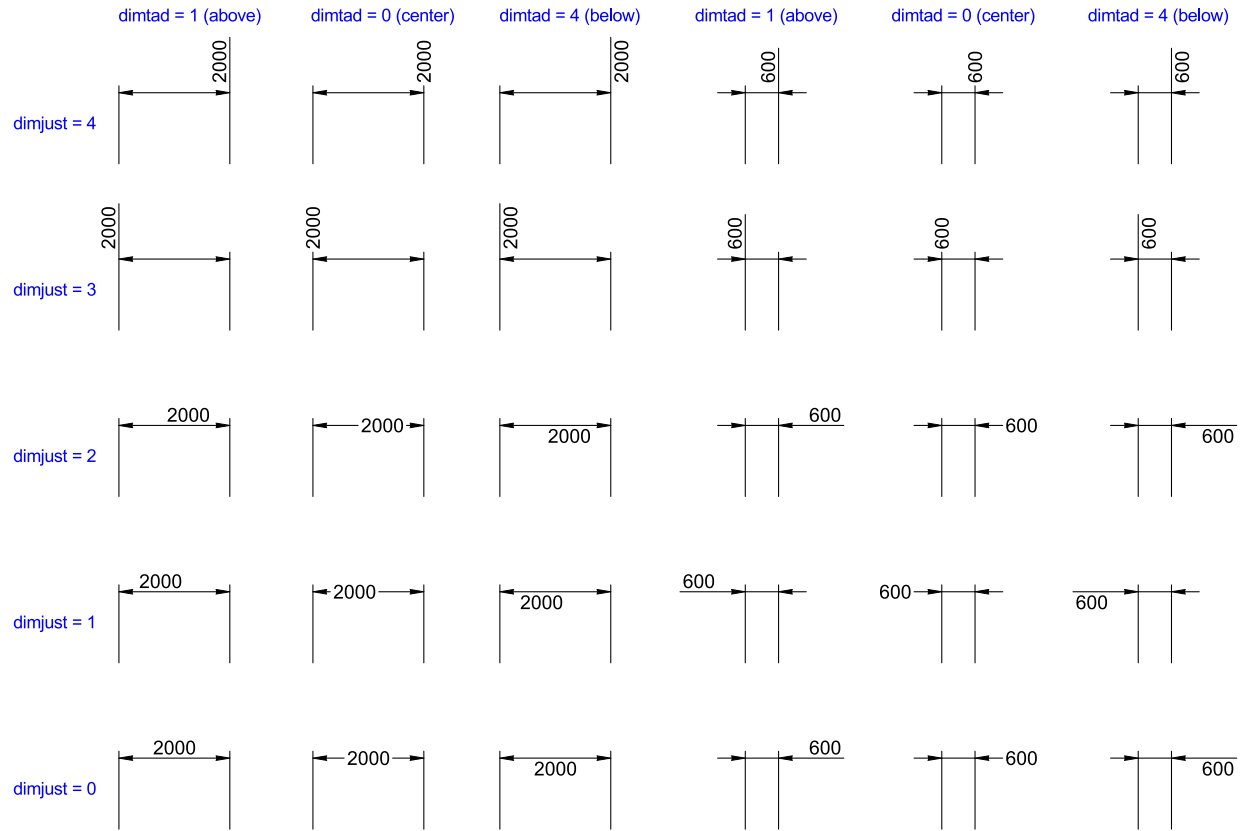 dimtad = 1 (above) dimtad = 0 (center) dimtad = 4 (below) dimtad = 1 (above) dimtad = 0 (center) dimtad = 4 (below)
2000 2000 2000 600 600 600
dimjust = 4
2000 2000 2000 600 600 600
dimjust = 3
2000 2000 2000 600 600 600
dimjust = 2
2000 2000 2000 600 600 600
dimjust = 1
2000 2000 2000 600 600 600
dimjust = 0